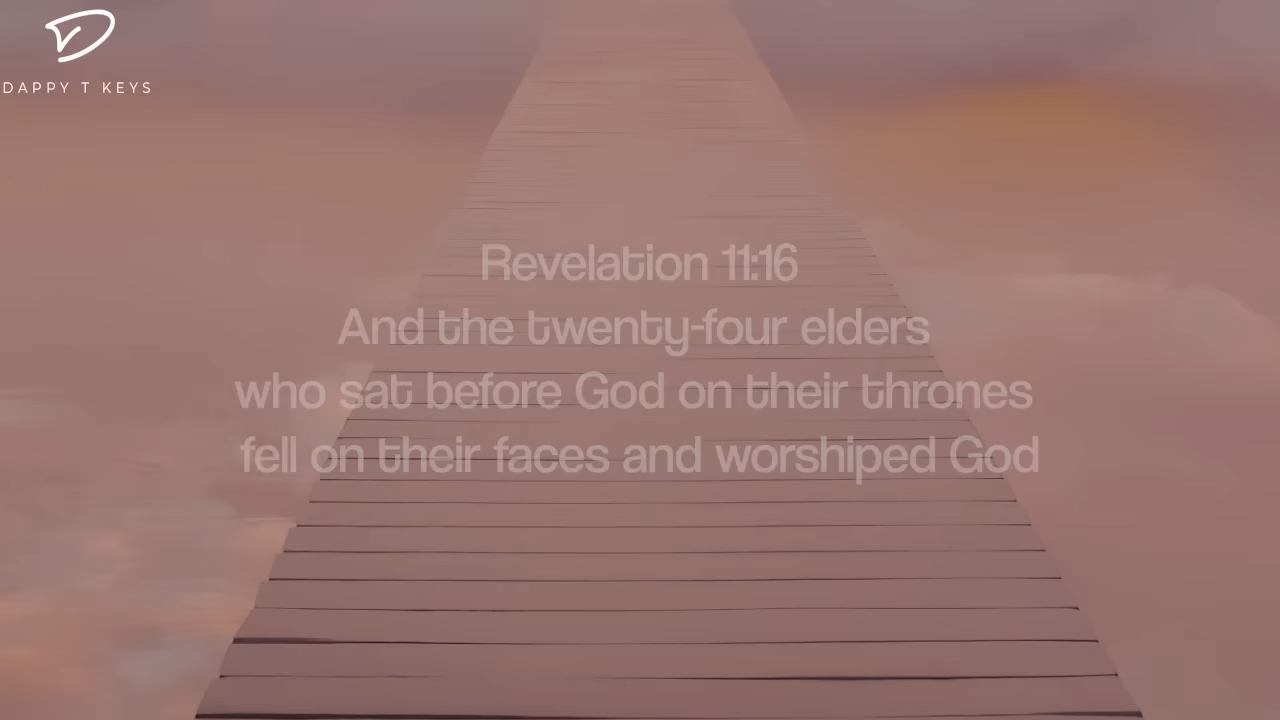 DAPPY T KEYS
Revelation 11:16
And the twenty-four elders
who sat before God on their thrones
fell on their faces and worshiped God